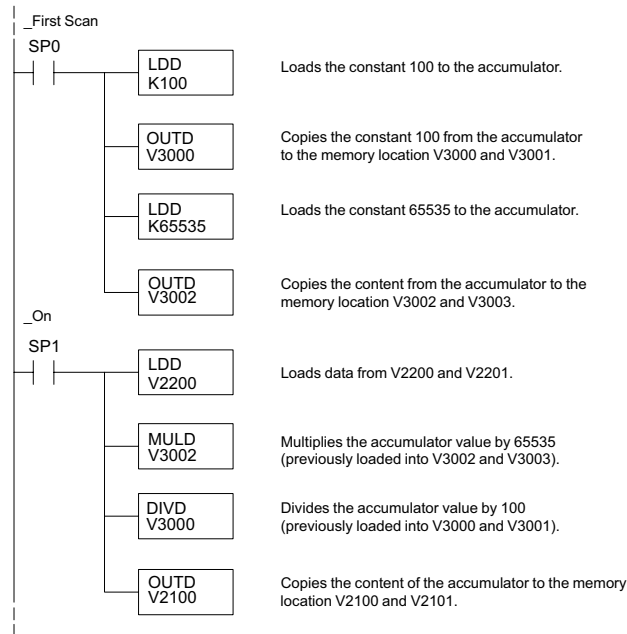 _First Scan
SP0
LDD
K100
Loads the constant 100 to the accumulator.
OUTD
V3000
Copies the constant 100 from the accumulator
to the memory location V3000 and V3001.
LDD
K65535
Loads the constant 65535 to the accumulator.
OUTD
V3002
Copies the content from the accumulator to the
memory location V3002 and V3003.
_On
SP1
LDD
V2200
Loads data from V2200 and V2201.
MULD
V3002
Multiplies the accumulator value by 65535
(previously loaded into V3002 and V3003).
DIVD
V3000
Divides the accumulator value by 100
(previously loaded into V3000 and V3001).
OUTD
V2100
Copies the content of the accumulator to the memory
location V2100 and V2101.